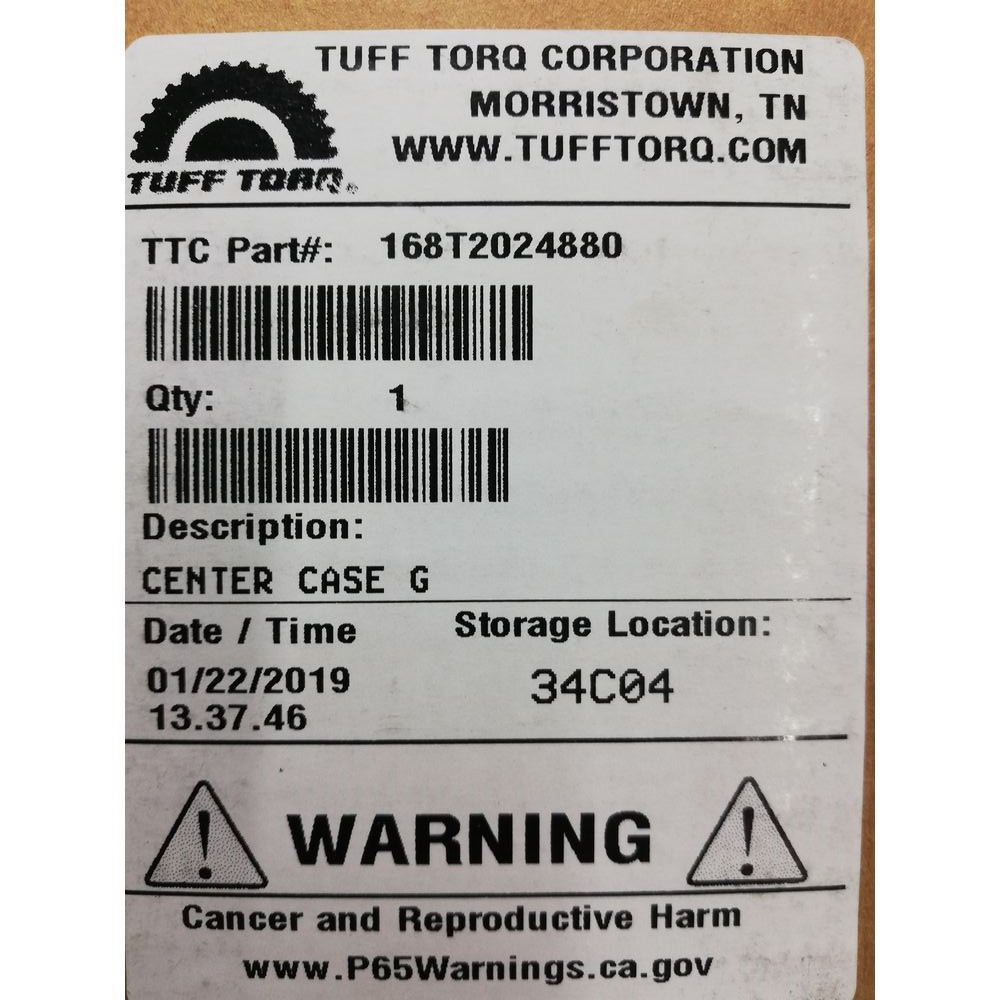 TUFF TORQ CORPORATION
MORRISTOWN, TN
WWW.TUFFTORQ.COM
TUFF TORQ®
TTC Part#: 168T2024880
Qty: 1
Description:
CENTER CASE G
Date / Time
01/22/2019
13.37.46
Storage Location:
34C04
WARNING
Cancer and Reproductive Harm
www.P65Warnings.ca.gov